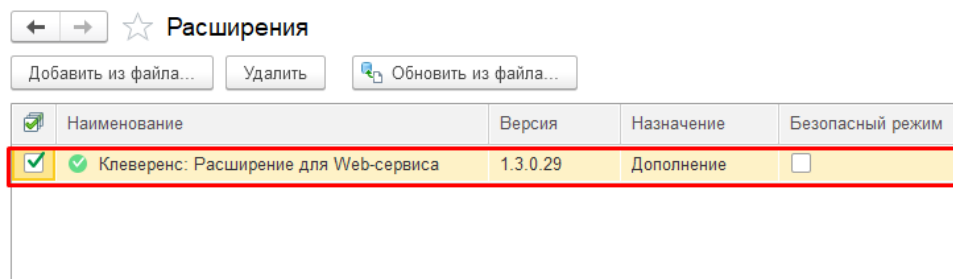 Расширения
Добавить из файла... Удалить Обновить из файла...
Наименование Версия Назначение Безопасный режим
Клеверенс: Расширение для Web-сервиса 1.3.0.29 Дополнение